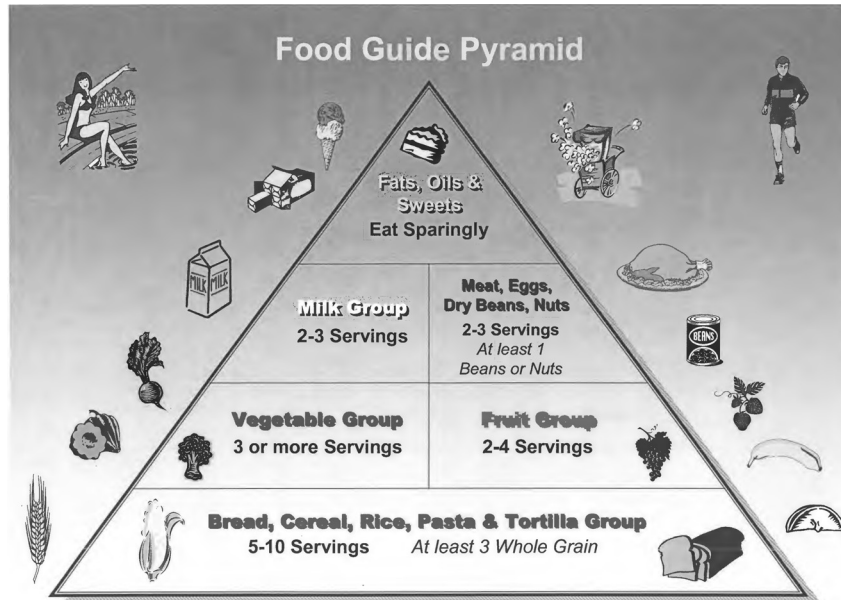 Food Guide Pyramid
Fats, Oils &
Sweets
Eat Sparingly
MILK MILK
Milk Group
2-3 Servings
Meat, Eggs,
Dry Beans, Nuts
2-3 Servings
At least 1
Beans or Nuts
BEANS
Vegetable Group
3 or more Servings
Fruit Group
2-4 Servings
Bread, Cereal, Rice, Pasta & Tortilla Group
5-10 Servings At least 3 Whole Grain